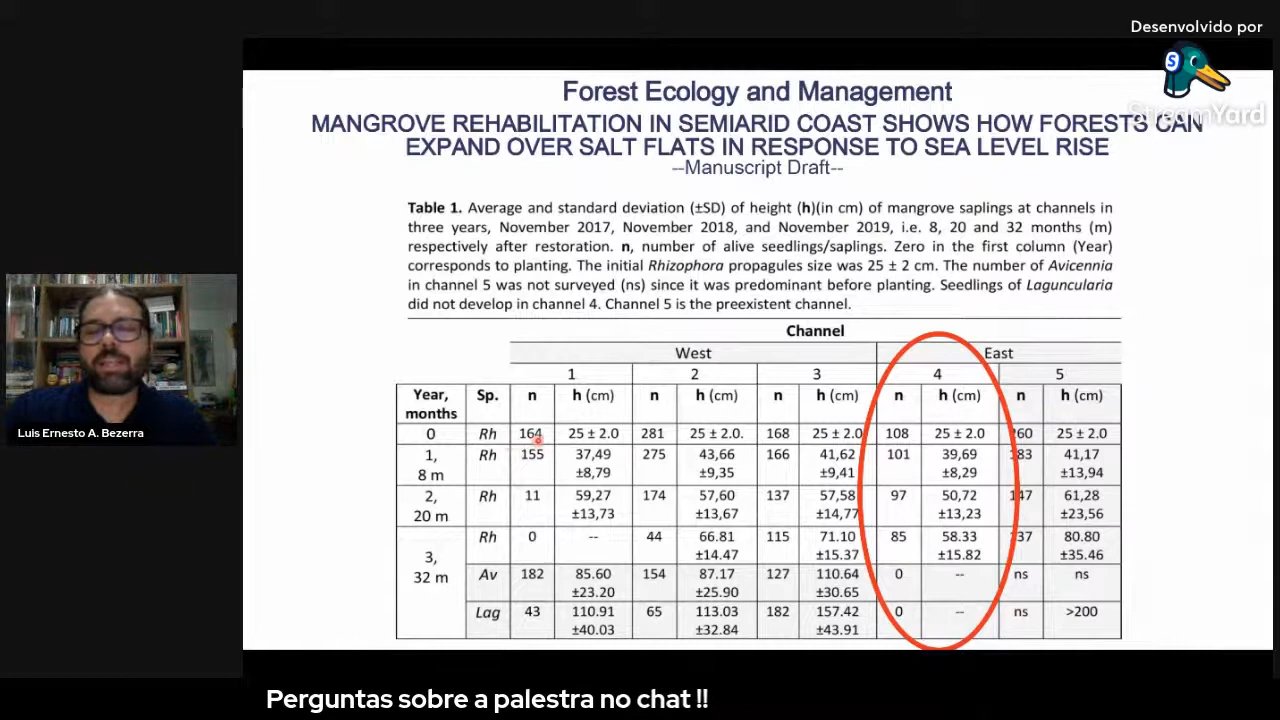 Desenvolvido por
StreamYard
Forest Ecology and Management
MANGROVE REHABILITATION IN SEMIARID COAST SHOWS HOW FORESTS CAN
EXPAND OVER SALT FLATS IN RESPONSE TO SEA LEVEL RISE
--Manuscript Draft--
Table 1. Average and standard deviation (±SD) of height (h)(in cm) of mangrove saplings at channels in
three years, November 2017, November 2018, and November 2019, i.e. 8, 20 and 32 months (m)
respectively after restoration. n, number of alive seedlings/saplings. Zero in the first column (Year)
corresponds to planting. The initial Rhizophora propagules size was 25 ± 2 cm. The number of Avicennia
in channel 5 was not surveyed (ns) since it was predominant before planting. Seedlings of Laguncularia
did not develop in channel 4. Channel 5 is the preexistent channel.
Channel
West East
1 2 3 4 5
Year, Sp. n h (cm) n h (cm) n h (cm) n h (cm) n h (cm)
months
0 Rh 164 25 ± 2.0 281 25 ± 2.0. 168 25 ± 2.0 108 25 ± 2.0 25 ± 2.0
1, Rh 155 37,49 275 43,66 166 41,62 101 39,69 41,17
8 m ±8,79 ±9,35 ±9,41 ±8,29 ±13,94
2, Rh 11 59,27 174 57,60 137 57,58 97 50,72 61,28
20 m ±13,73 ±13,67 ±14,77 ±13,23 ±23,56
3, Rh 0 -- 44 66.81 115 71.10 85 58.33 80.80
32 m ±14.47 ±15.37 ±15.82 ±35.46
Av 182 85.60 154 87.17 127 110.64 0 -- ns ns
±23.20 ±25.90 ±30.65
Lag 43 110.91 65 113.03 182 157.42 0 -- ns >200
±40.03 ±32.84 ±43.91
Luis Ernesto A. Bezerra
Perguntas sobre a palestra no chat !!